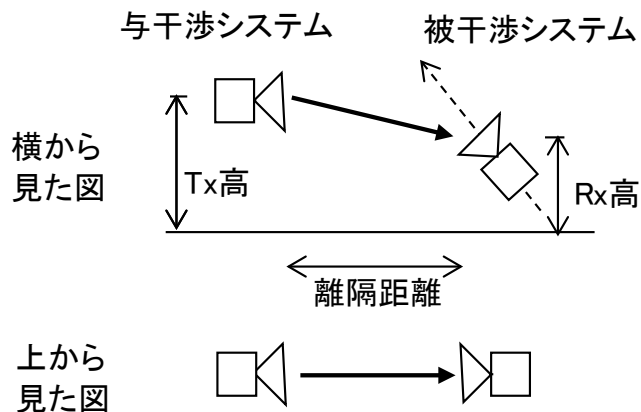 与干渉システム
被干渉システム
横から
見た図
Tx高
Rx高
離隔距離
上から
見た図